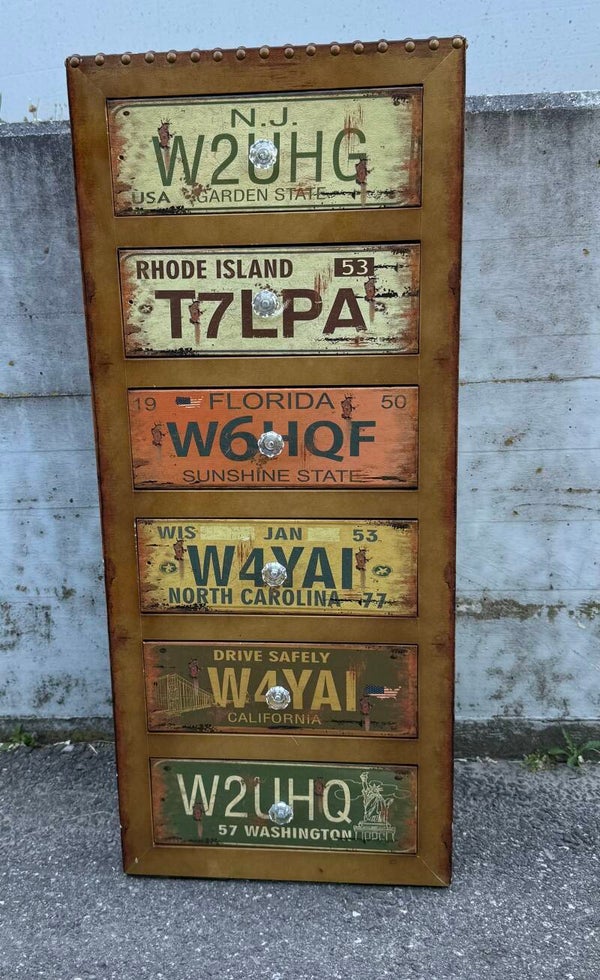 N.J.
W2UHG
USA GARDEN STATE
RHODE ISLAND 53
T7LPA
19 FLORIDA 50
W6HQF
SUNSHINE STATE
WIS JAN 53
W4YAI
NORTH CAROLINA 77
DRIVE SAFELY
W4YAI
CALIFORNIA
W2UHQ
57 WASHINGTON